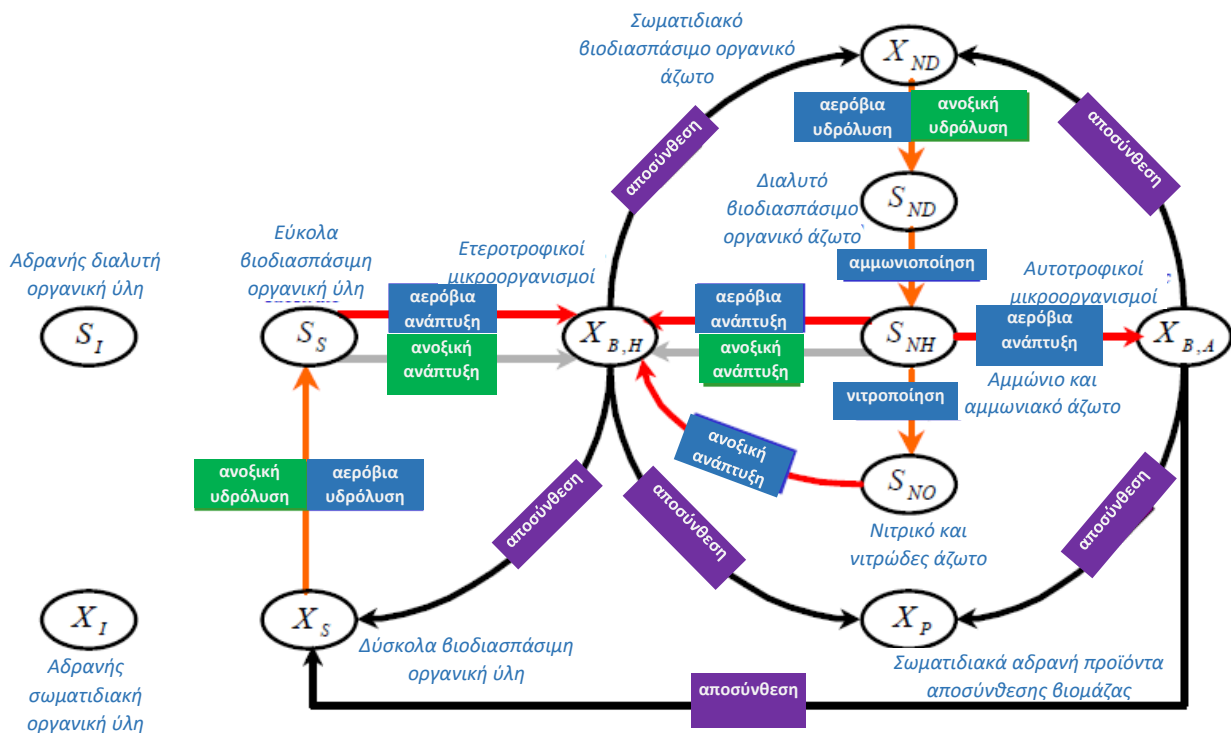 Σωματιδιακό
βιοδιασπάσιμο οργανικό
άζωτο
X ND
αποσύνθεση
αποσύνθεση
αερόβια
υδρόλυση
ανοξική
υδρόλυση
Διαλυτό
βιοδιασπάσιμο
οργανικό άζωτο
S ND
αμμωνιοποίηση
Αδρανής διαλυτή
οργανική ύλη
S I
Εύκολα
βιοδιασπάσιμη
οργανική ύλη
S S
αερόβια
ανάπτυξη
ανοξική
ανάπτυξη
Ετεροτροφικοί
μικροοργανισμοί
X B,H
αερόβια
ανάπτυξη
ανοξική
ανάπτυξη
S NH
Αυτοτροφικοί
μικροοργανισμοί
αερόβια
ανάπτυξη
X B,A
Αμμώνιο και
αμμωνιακό άζωτο
νιτροποίηση
ανοξική
ανάπτυξη
S NO
Νιτρικό και
νιτρώδες άζωτο
ανοξική
υδρόλυση
αερόβια
υδρόλυση
αποσύνθεση
αποσύνθεση
αποσύνθεση
X I
Αδρανής
σωματιδιακή
οργανική ύλη
X S
Δύσκολα βιοδιασπάσιμη
οργανική ύλη
X P
Σωματιδιακά αδρανή προϊόντα
αποσύνθεσης βιομάζας
αποσύνθεση